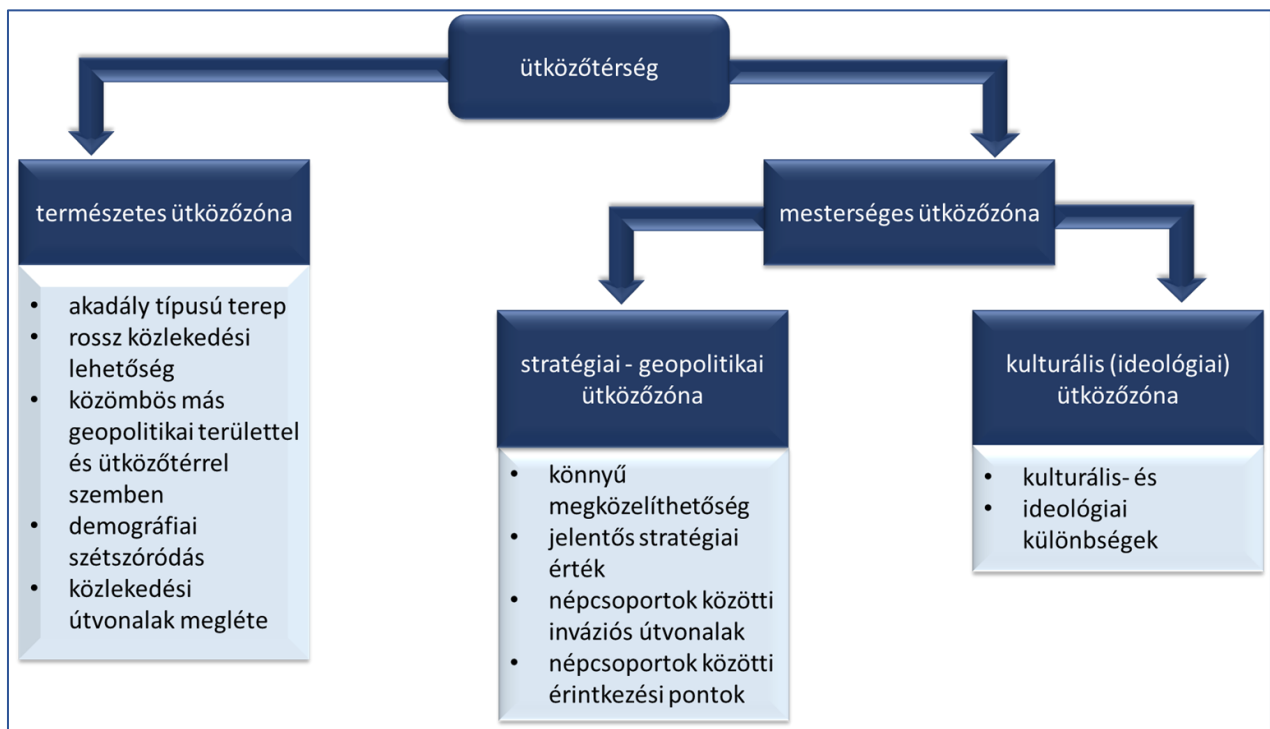 ütközőtérség
természetes ütközőzóna
• akadály típusú terep
• rossz közlekedési
lehetőség
• közömbös más
geopolitikai területtel
és ütközőtérrel
szemben
• demográfiai
szétszóródás
• közlekedési
útvonalak megléte
mesterséges ütközőzóna
stratégiai - geopolitikai
ütközőzóna
• könnyű
megközelíthetőség
• jelentős stratégiai
érték
• népcsoportok közötti
inváziós útvonalak
• népcsoportok közötti
érintkezési pontok
kulturális (ideológiai)
ütközőzóna
• kulturális- és
• ideológiai
különbségek